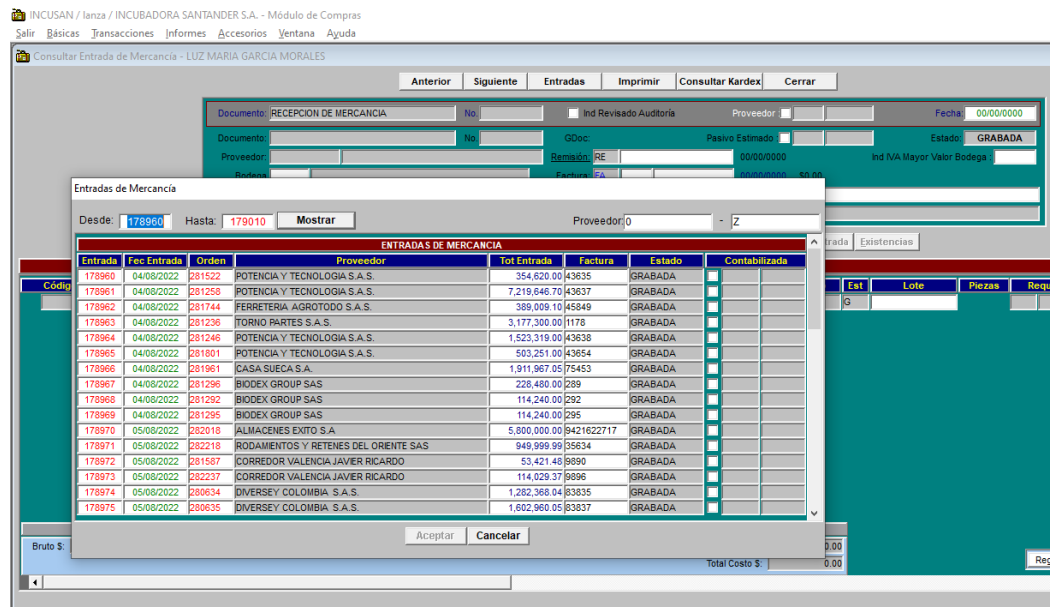 INCUSAN / lanza / INCUBADORA SANTANDER S.A. - Módulo de Compras
Salir Básicas Transacciones Informes Accesorios Ventana Ayuda
Consultar Entrada de Mercancía - LUZ MARIA GARCIA MORALES
Anterior Siguiente Entradas Imprimir Consultar Kardex Cerrar
Documento: RECEPCION DE MERCANCIA No. Ind Revisado Auditoría Proveedor Fecha: 00/00/0000
Documento: No. GDoc: Pasivo Estimado Estado: GRABADA
Proveedor: Remisión: RE 00/00/0000 Ind IVA Mayor Valor Bodega :
Bodega Factura: FA 00/00/0000 $0.00
Entradas de Mercancía
Desde: 178960 Hasta: 179010 Mostrar Proveedor: 0 - Z
trada Existencias
ENTRADAS DE MERCANCIA
Entrada Fec Entrada Orden Proveedor Tot Entrada Factura Estado Contabilizada
178960 04/08/2022 281522 POTENCIA Y TECNOLOGIA S.A.S. 354,620.00 43635 GRABADA
178961 04/08/2022 281258 POTENCIA Y TECNOLOGIA S.A.S. 7,219,646.70 43637 GRABADA
178962 04/08/2022 281744 FERRETERIA AGROTODO S.A.S. 389,009.10 45849 GRABADA
178963 04/08/2022 281236 TORNO PARTES S.A.S. 3,177,300.00 1178 GRABADA
178964 04/08/2022 281246 POTENCIA Y TECNOLOGIA S.A.S. 1,523,319.00 43638 GRABADA
178965 04/08/2022 281801 POTENCIA Y TECNOLOGIA S.A.S. 503,251.00 43654 GRABADA
178966 04/08/2022 281961 CASA SUECA S.A. 1,911,967.05 75453 GRABADA
178967 04/08/2022 281296 BIODEX GROUP SAS 228,480.00 289 GRABADA
178968 04/08/2022 281292 BIODEX GROUP SAS 114,240.00 292 GRABADA
178969 04/08/2022 281295 BIODEX GROUP SAS 114,240.00 295 GRABADA
178970 05/08/2022 282018 ALMACENES EXITO S.A 5,800,000.00 9421622717 GRABADA
178971 05/08/2022 282218 RODAMIENTOS Y RETENES DEL ORIENTE SAS 949,999.99 35634 GRABADA
178972 05/08/2022 281587 CORREDOR VALENCIA JAVIER RICARDO 53,421.48 9890 GRABADA
178973 05/08/2022 282237 CORREDOR VALENCIA JAVIER RICARDO 114,029.37 9896 GRABADA
178974 05/08/2022 280634 DIVERSEY COLOMBIA S.A.S. 1,282,368.04 83835 GRABADA
178975 05/08/2022 280635 DIVERSEY COLOMBIA S.A.S. 1,602,960.05 83837 GRABADA
Códig Est Lote Piezas Requ
G
Aceptar Cancelar
Bruto $: 0.00
Total Costo $: 0.00
Reg